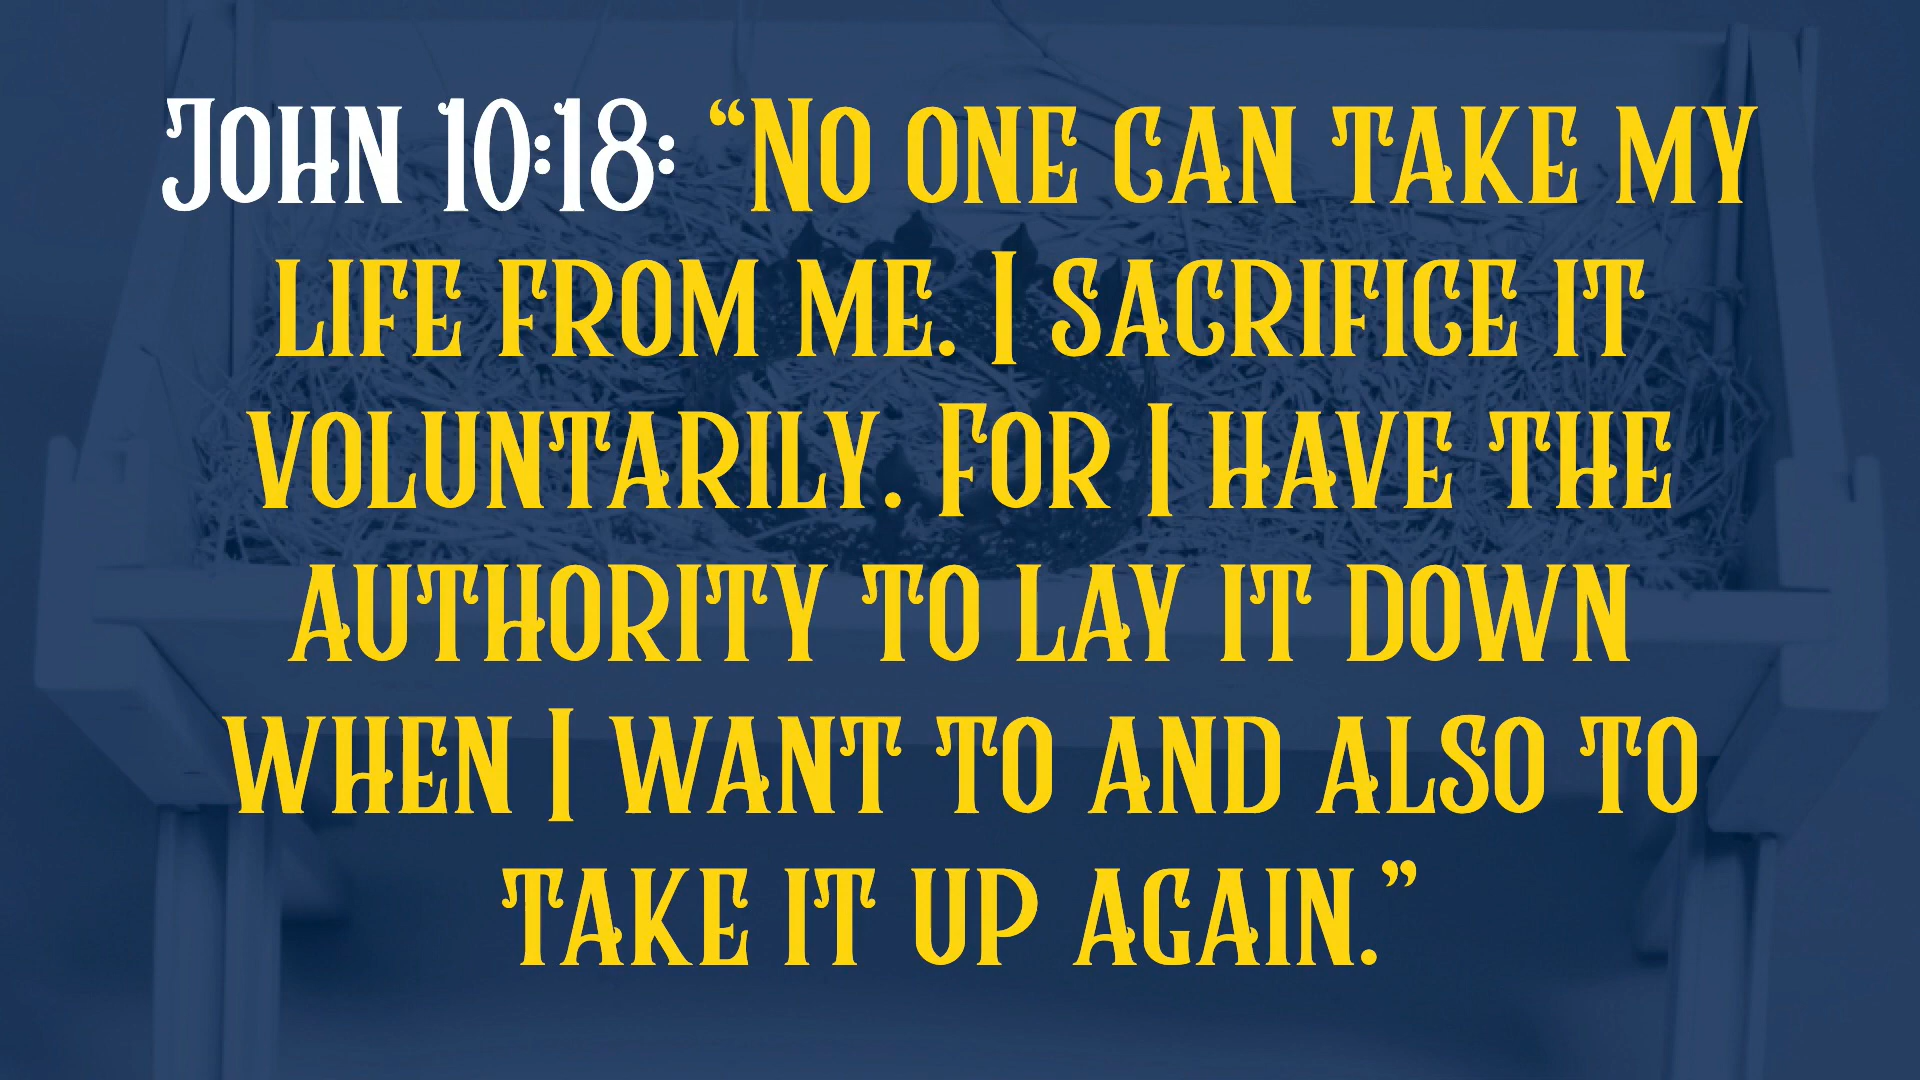 John 10:18: “No one can take my
life from me. I sacrifice it
voluntarily. For I have the
authority to lay it down
when I want to and also to
take it up again.”